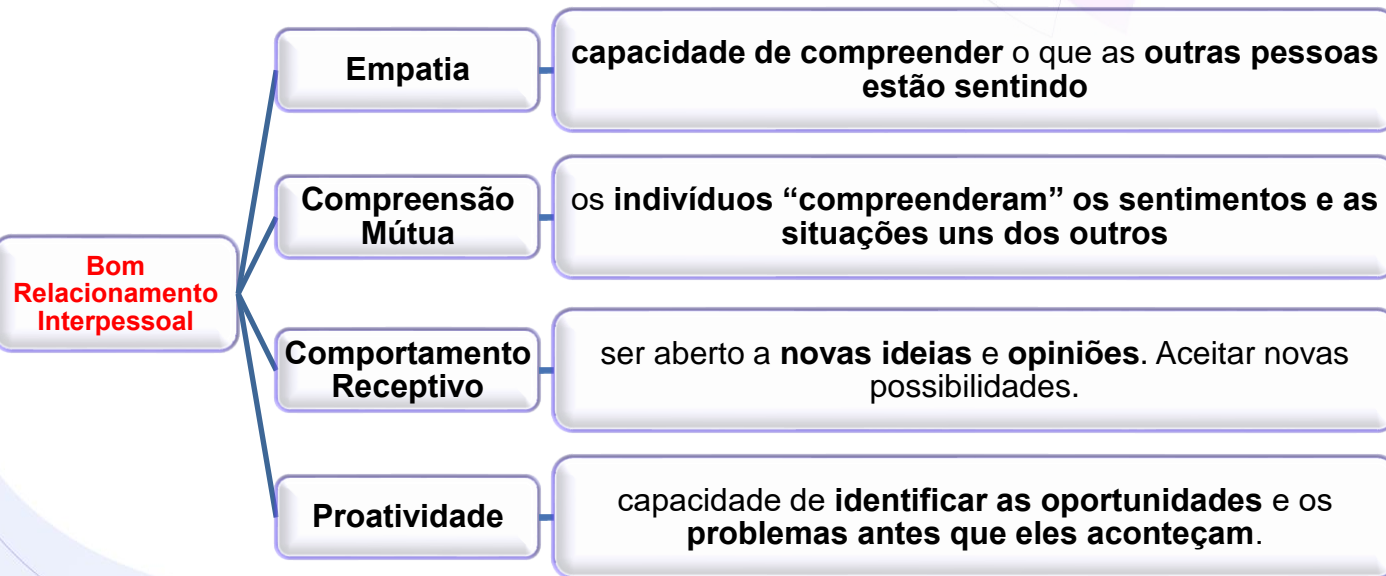 Empatia
capacidade de compreender o que as outras pessoas
estão sentindo
Compreensão
Mútua
os indivíduos “compreenderam” os sentimentos e as
situações uns dos outros
Bom
Relacionamento
Interpessoal
Comportamento
Receptivo
ser aberto a novas ideias e opiniões. Aceitar novas
possibilidades.
Proatividade
capacidade de identificar as oportunidades e os
problemas antes que eles aconteçam.